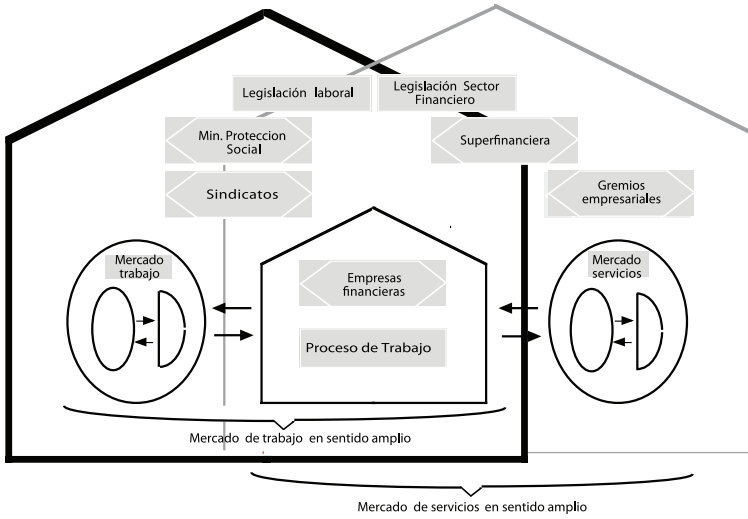 Legislación laboral
Legislación Sector
Financiero
Min. Proteccion
Social
Superfinanciera
Sindicatos
Gremios
empresariales
Mercado
trabajo
Empresas
financieras
Mercado
servicios
Proceso de Trabajo
Mercado de trabajo en sentido amplio
Mercado de servicios en sentido amplio